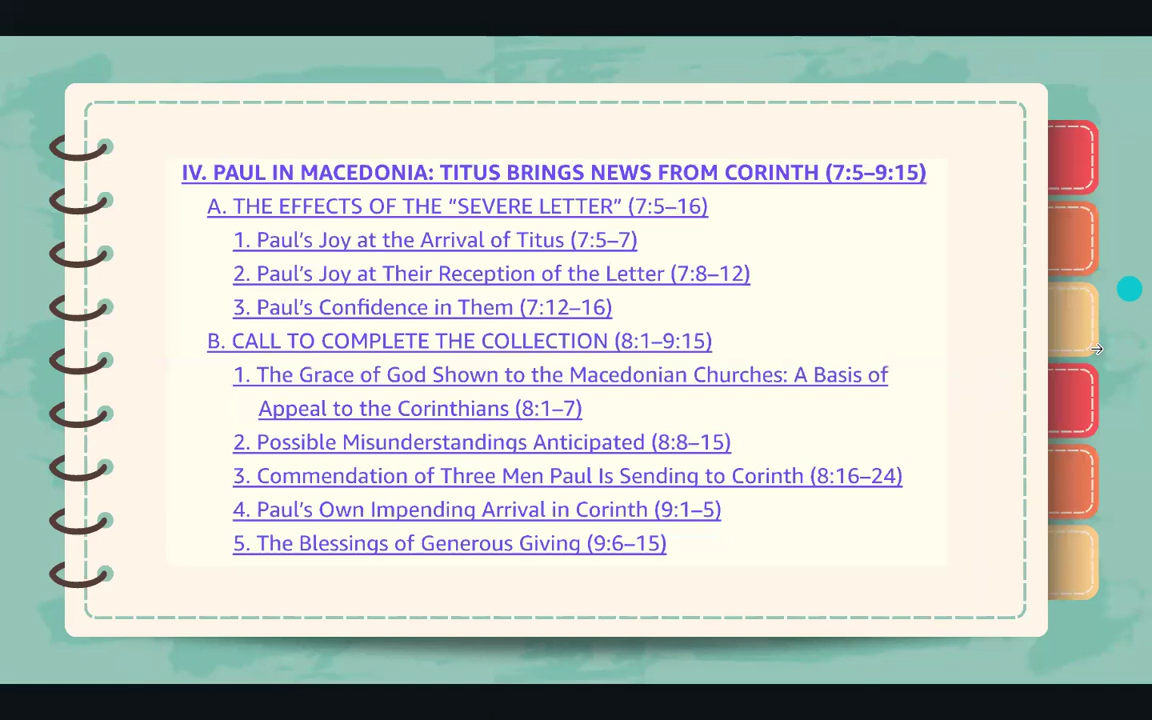 IV. PAUL IN MACEDONIA: TITUS BRINGS NEWS FROM CORINTH (7:5–9:15)
A. THE EFFECTS OF THE “SEVERE LETTER” (7:5–16)
1. Paul’s Joy at the Arrival of Titus (7:5–7)
2. Paul’s Joy at Their Reception of the Letter (7:8–12)
3. Paul’s Confidence in Them (7:12–16)
B. CALL TO COMPLETE THE COLLECTION (8:1–9:15)
1. The Grace of God Shown to the Macedonian Churches: A Basis of
Appeal to the Corinthians (8:1–7)
2. Possible Misunderstandings Anticipated (8:8–15)
3. Commendation of Three Men Paul Is Sending to Corinth (8:16–24)
4. Paul’s Own Impending Arrival in Corinth (9:1–5)
5. The Blessings of Generous Giving (9:6–15)